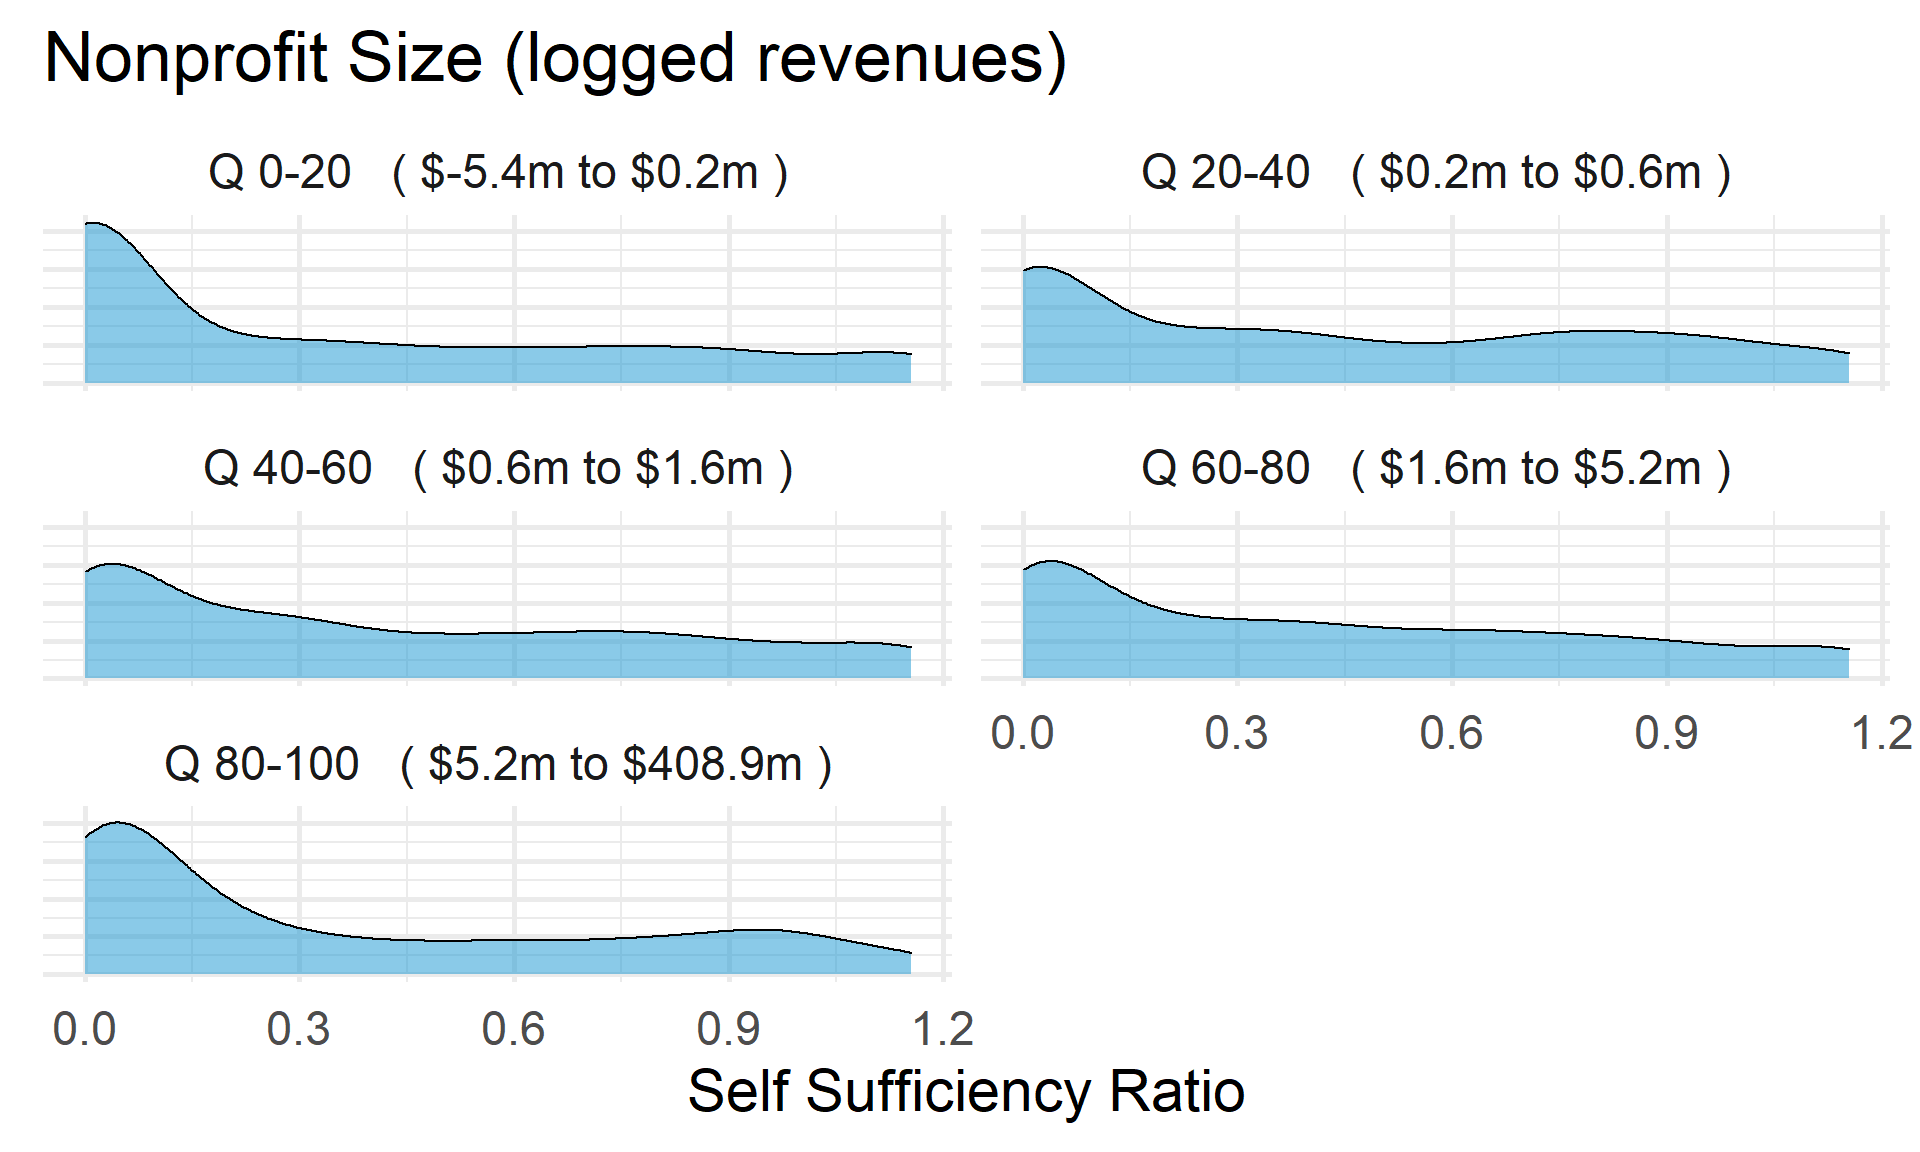 Nonprofit Size (logged revenues)
Q 0-20 ( $-5.4m to $0.2m )
Q 20-40 ( $0.2m to $0.6m )
Q 40-60 ( $0.6m to $1.6m )
Q 60-80 ( $1.6m to $5.2m )
0.0 0.3 0.6 0.9 1.2
Q 80-100 ( $5.2m to $408.9m )
0.0 0.3 0.6 0.9 1.2
Self Sufficiency Ratio